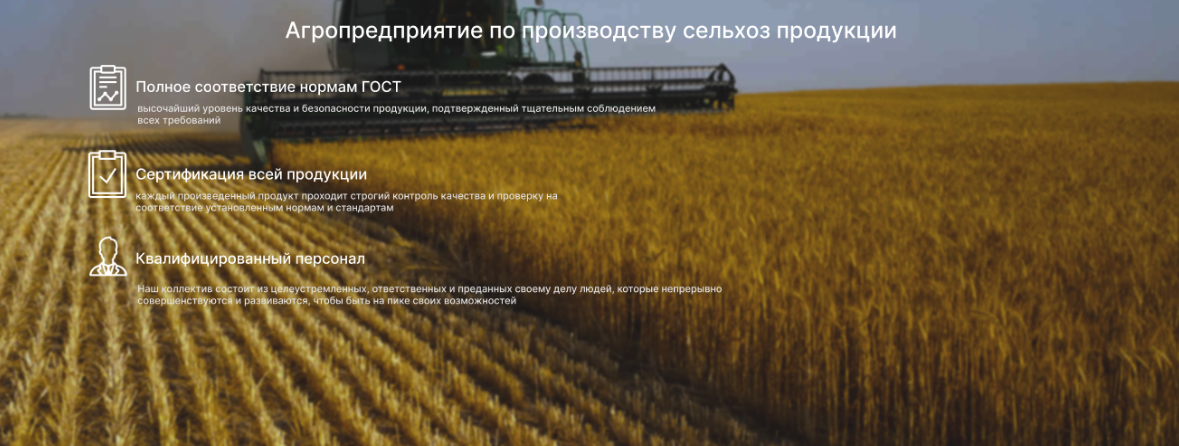 Агропредприятие по производству сельхоз продукции
Полное соответствие нормам ГОСТ
высочайший уровень качества и безопасности продукции, подтвержденный тщательным соблюдением
всех требований
Сертификация всей продукции
каждый произведенный продукт проходит строгий контроль качества и проверку на
соответствие установленным нормам и стандартам
Квалифицированный персонал
Наш коллектив состоит из целеустремленных, ответственных и преданных своему делу людей, которые непрерывно
совершенствуются и развиваются, чтобы быть на пике своих возможностей